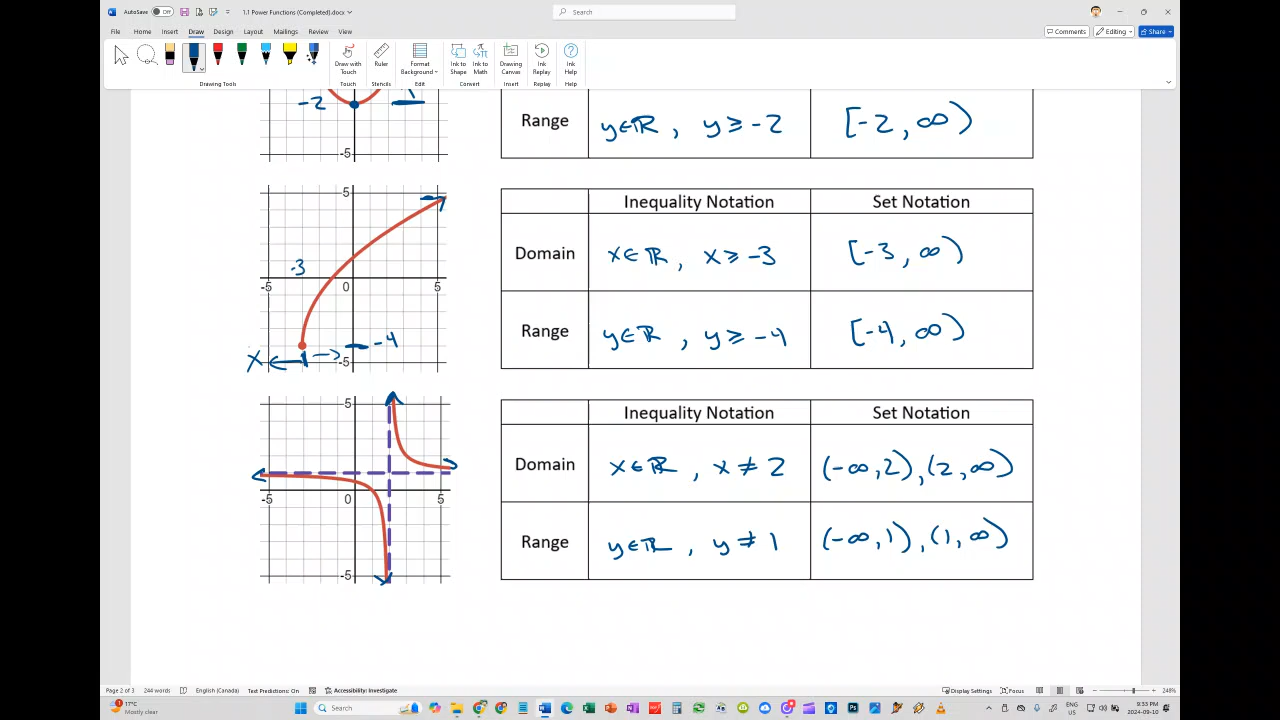 AutoSave Off 1.1 Power Functions (Completed).docx
Search
File Home Insert Draw Design Layout Mailings Review View
Comments Editing Share
Draw with Touch Ruler Format Background Ink to Shape Ink to Math Drawing Canvas Ink Replay Ink Help
Drawing Tools Touch Stencils Edit Convert Insert Replay Help
-2
-5
Range y∈ℝ, y ≥ -2 [-2, ∞)
Inequality Notation Set Notation
Domain x∈ℝ, x ≥ -3 [-3, ∞)
Range y∈ℝ, y ≥ -4 [-4, ∞)
5
-3
-5 0 5
-4
X
-5
Inequality Notation Set Notation
Domain x∈ℝ, x ≠ 2 (-∞, 2), (2, ∞)
Range y∈ℝ, y ≠ 1 (-∞, 1), (1, ∞)
5
-5 0 5
-5
Page 2 of 3 244 words English (Canada) Text Predictions: On Accessibility: Investigate Display Settings Focus 248%
17°C
Mostly clear
Search
ENG
US
9:33 PM
2024-09-10